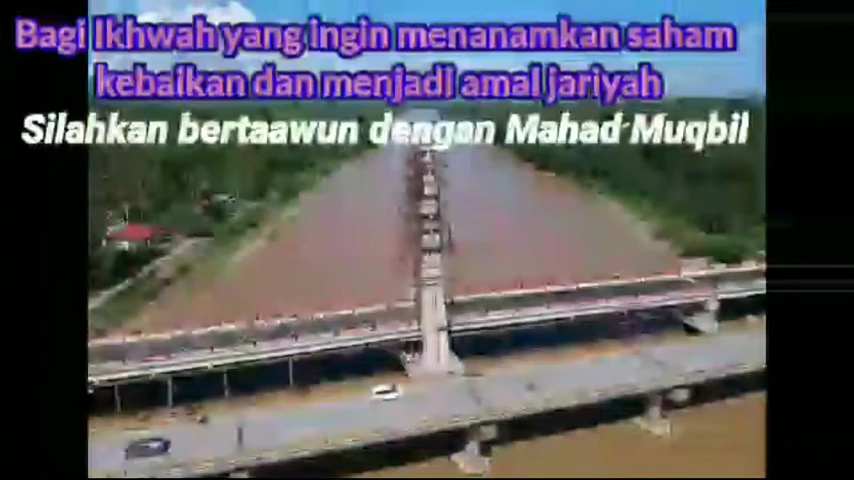 Bagi Ikhwah yang ingin menanamkan saham
kebaikan dan menjadi amal jariyah
Silahkan bertaawun dengan Mahad Muqbil